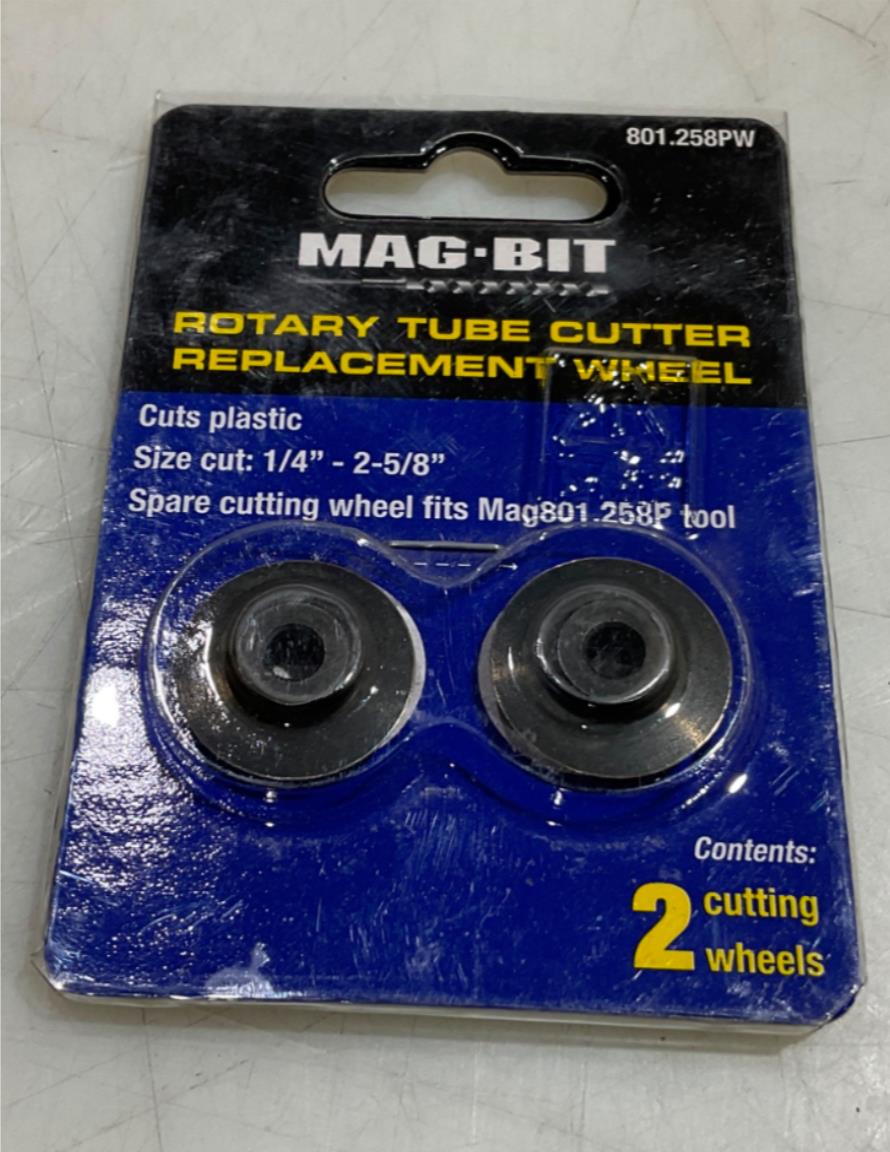 801.258PW
MAG·BIT
ROTARY TUBE CUTTER
REPLACEMENT WHEEL
Cuts plastic
Size cut: 1/4” - 2-5/8”
Spare cutting wheel fits Mag801.258P tool
Contents:
2 cutting
wheels